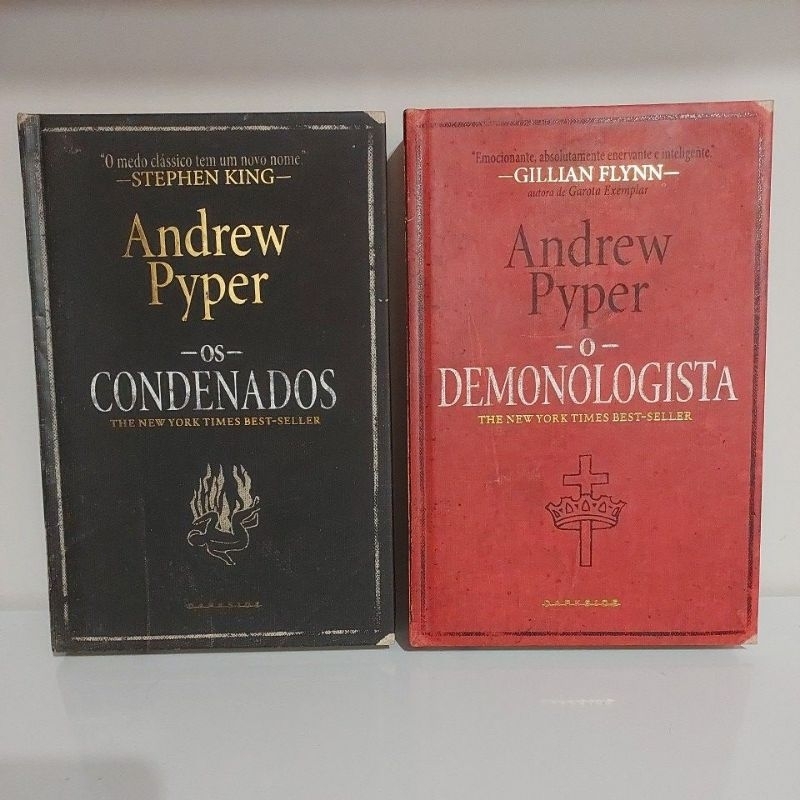 "O medo clássico tem um novo nome."
—STEPHEN KING—
Andrew
Pyper
—OS—
CONDENADOS
THE NEW YORK TIMES BEST-SELLER
DARKSIDE
"Emocionante, absolutamente enervante e inteligente."
—GILLIAN FLYNN—
autora de Garota Exemplar
Andrew
Pyper
—O—
DEMONOLOGISTA
THE NEW YORK TIMES BEST-SELLER
DARKSIDE